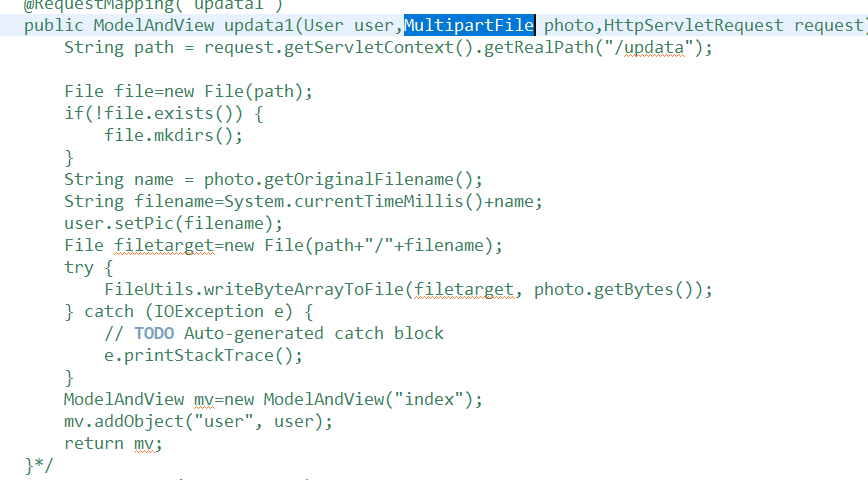 @RequestMapping("updata1")
public ModelAndView updata1(User user,MultipartFile photo,HttpServletRequest request)
String path = request.getServletContext().getRealPath("/updata");
File file=new File(path);
if(!file.exists()) {
file.mkdirs();
}
String name = photo.getOriginalFilename();
String filename=System.currentTimeMillis()+name;
user.setPic(filename);
File filetarget=new File(path+"/"+filename);
try {
FileUtils.writeByteArrayToFile(filetarget, photo.getBytes());
} catch (IOException e) {
// TODO Auto-generated catch block
e.printStackTrace();
}
ModelAndView mv=new ModelAndView("index");
mv.addObject("user", user);
return mv;
}*/